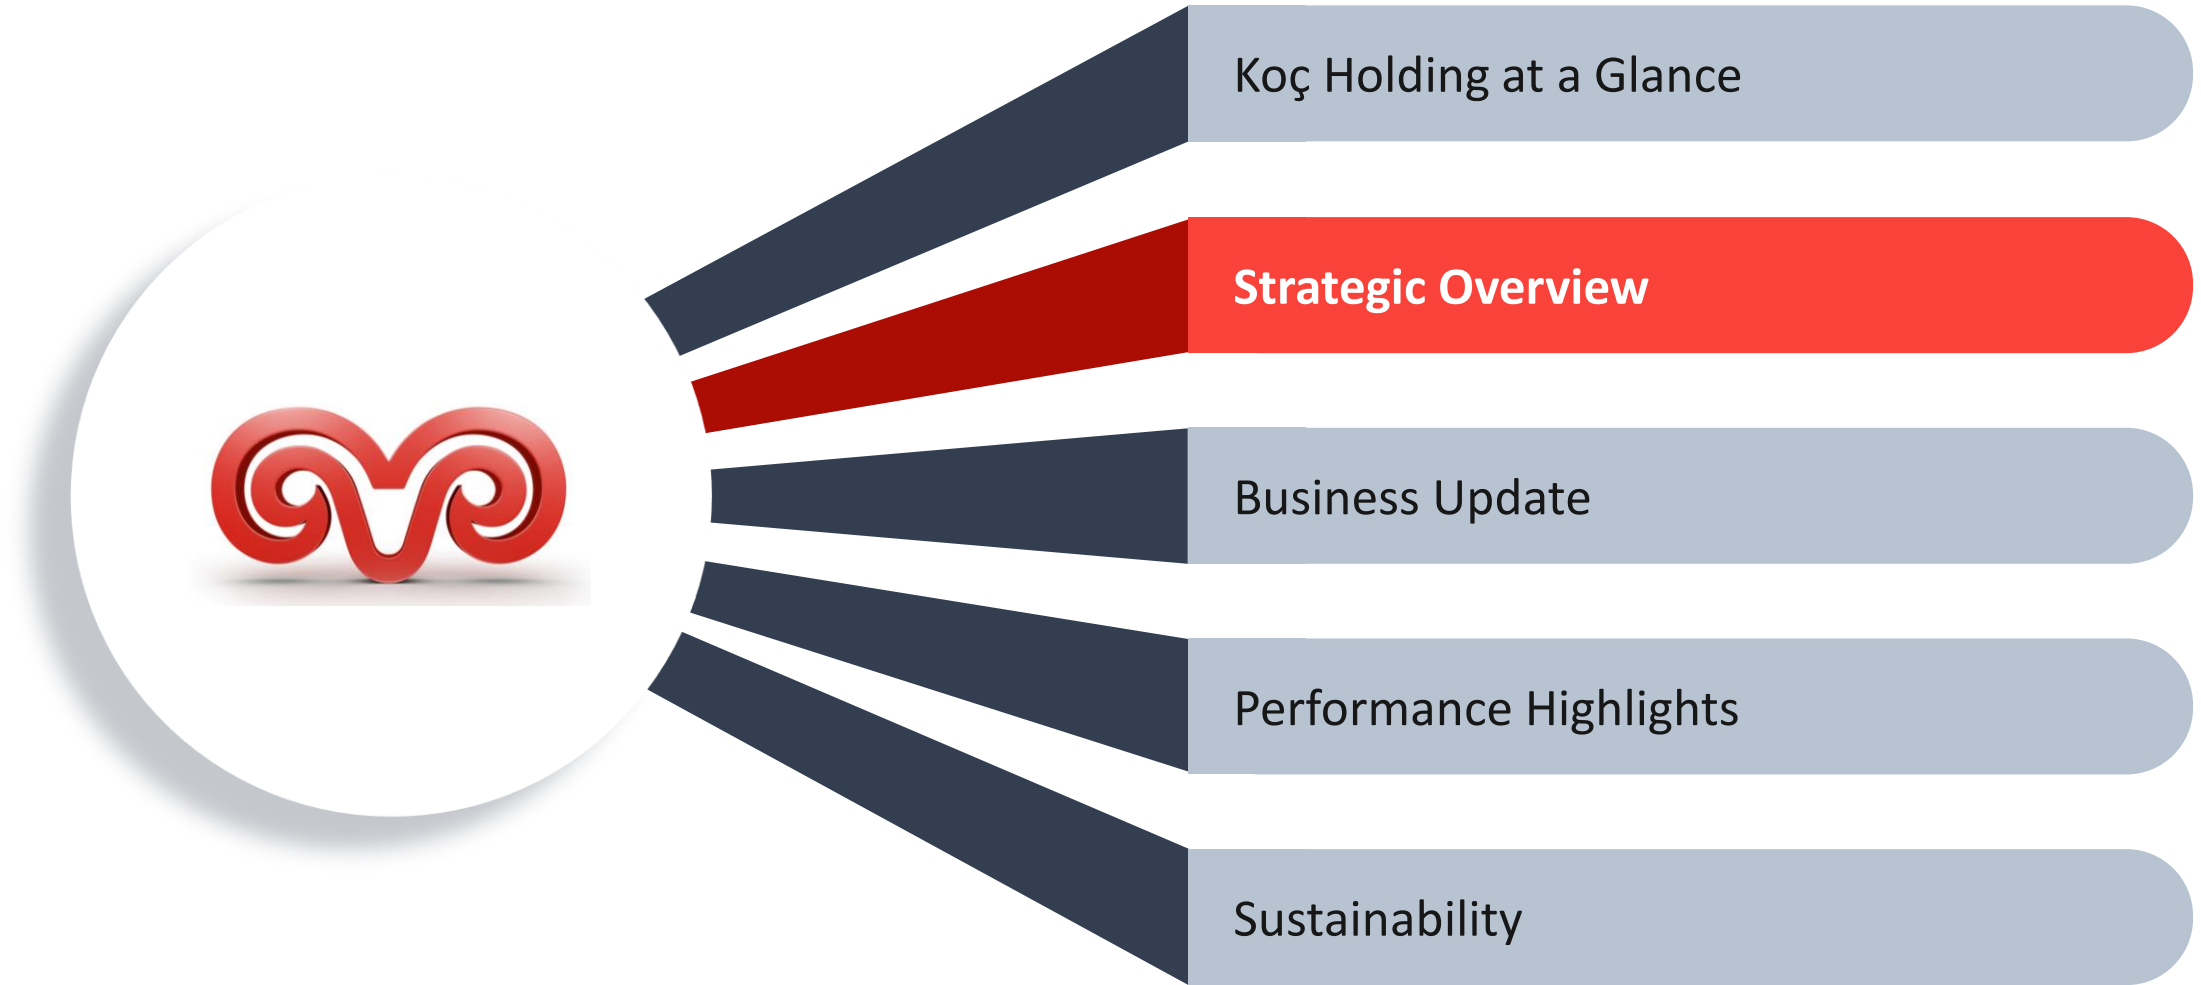 Koç Holding at a Glance
Strategic Overview
Business Update
Performance Highlights
Sustainability